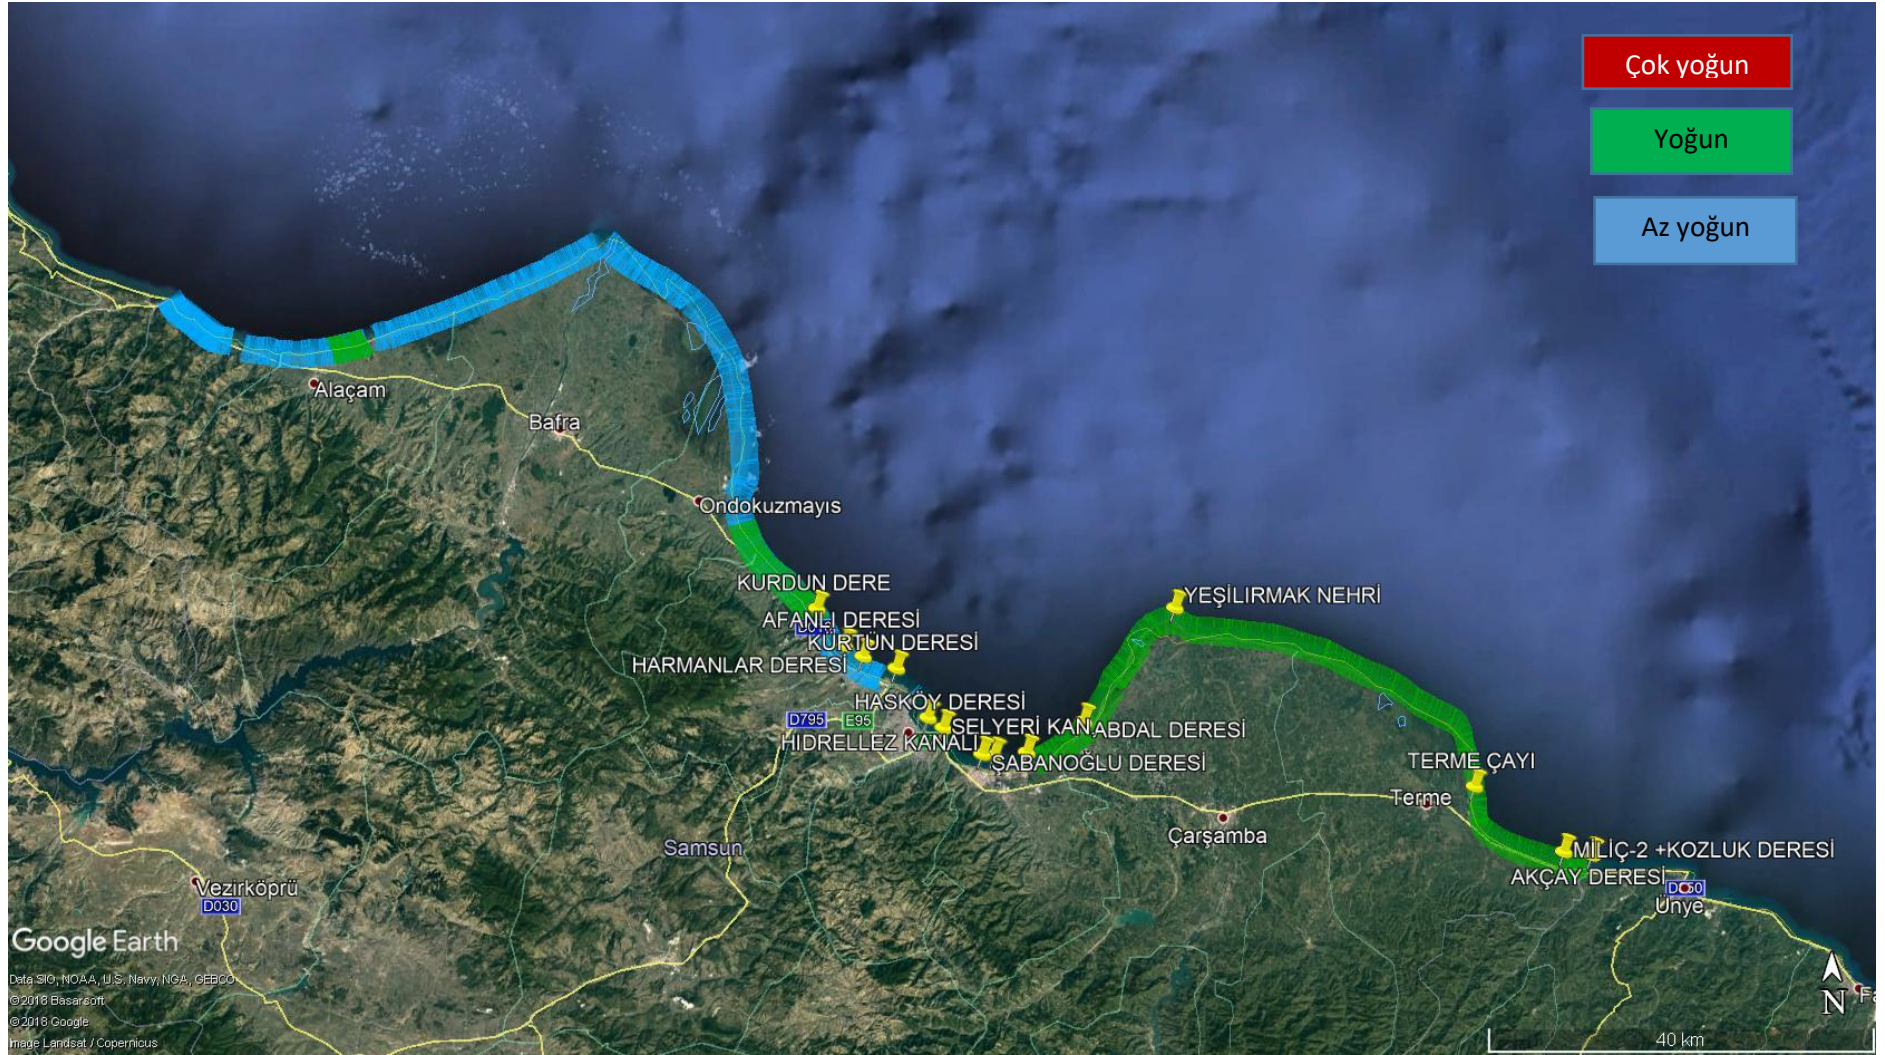 Çok yoğun
Yoğun
Az yoğun
Alaçam
Bafra
Ondokuzmayıs
KURDUN DERE
YEŞİLIRMAK NEHRİ
AFANLI DERESİ
KÜRTÜN DERESİ
HARMANLAR DERESİ
HASKÖY DERESİ
D795
E95
SELYERİ KAN
ABDAL DERESİ
HIDRELLEZ KANALI
ŞABANOĞLU DERESİ
TERME ÇAYI
Terme
Çarşamba
Samsun
MİLİÇ-2 +KOZLUK DERESİ
AKÇAY DERESİ
Ünye
Vezirköprü
D030
Google Earth
Data SIO, NOAA, U.S. Navy, NGA, GEBCO
©2018 Basarsoft
©2018 Google
Image Landsat / Copernicus
N
Fa
40 km